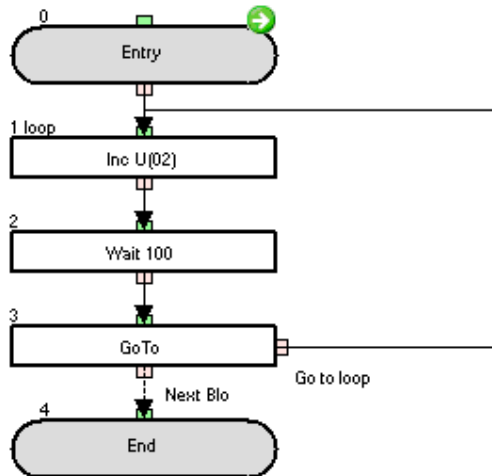 0
Entry
1 loop
Inc U(02)
2
Wait 100
3
GoTo
Go to loop
Next Blo
4
End